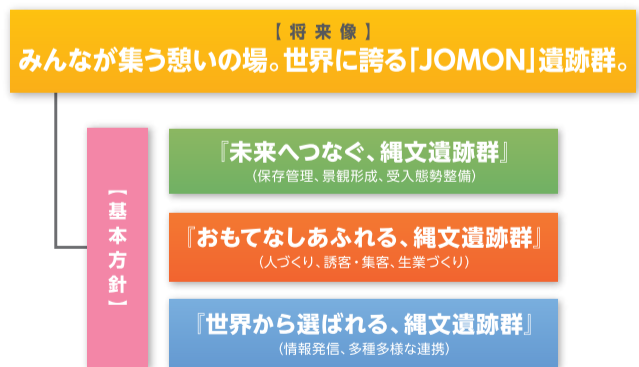 【将来像】
みんなが集う憩いの場。世界に誇る「JOMON」遺跡群。
【基本方針】
『未来へつなぐ、縄文遺跡群』
（保存管理、景観形成、受入態勢整備）
『おもてなしあふれる、縄文遺跡群』
（人づくり、誘客・集客、生業づくり）
『世界から選ばれる、縄文遺跡群』
（情報発信、多種多様な連携）